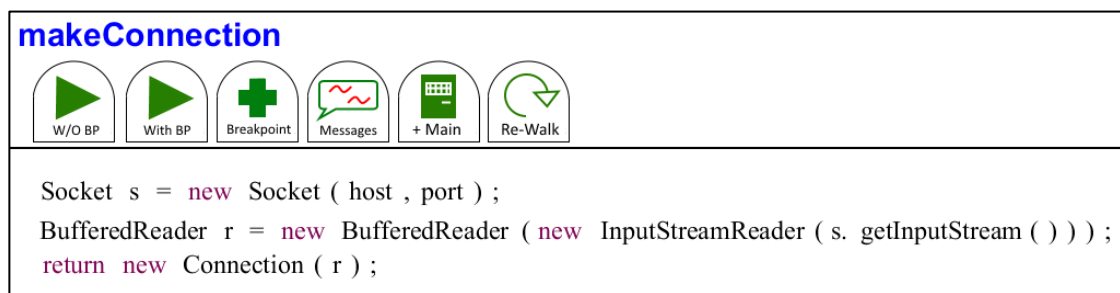 makeConnection
W/O BP With BP Breakpoint Messages + Main Re-Walk
Socket s = new Socket ( host , port ) ;
BufferedReader r = new BufferedReader ( new InputStreamReader ( s. getInputStream ( ) ) ) ;
return new Connection ( r ) ;